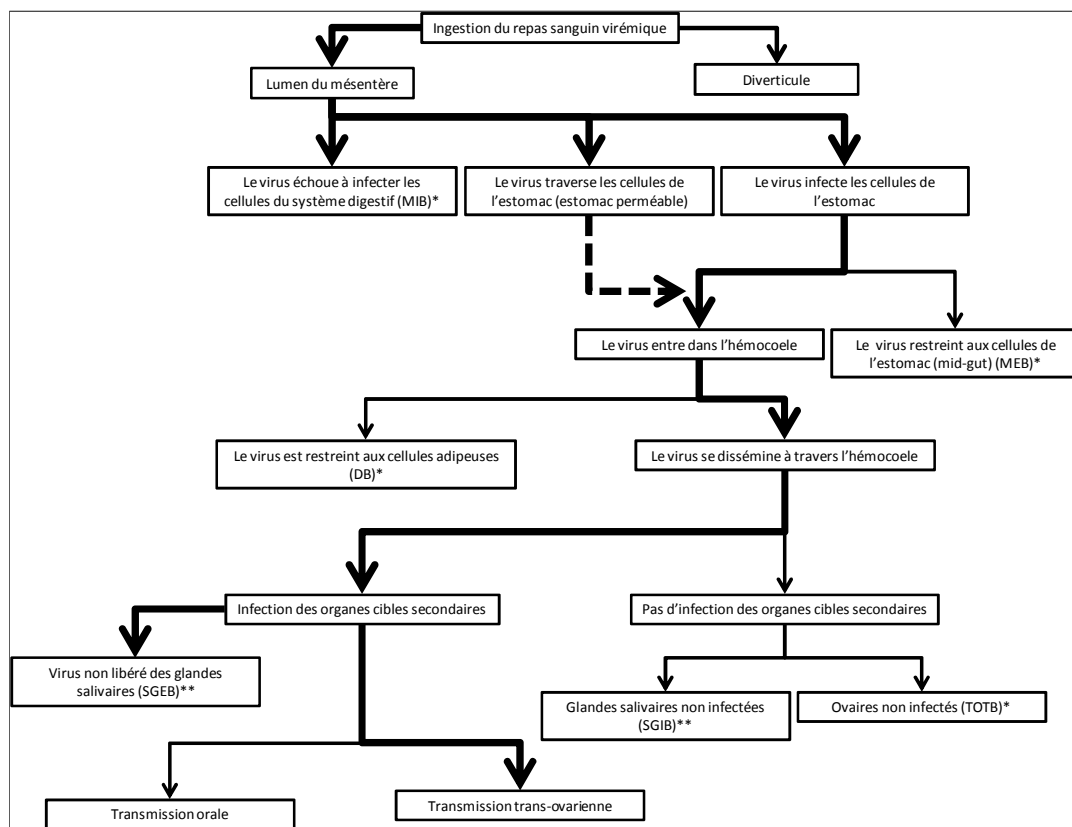 Ingestion du repas sanguin virémique
Lumen du mésentère
Diverticule
Le virus échoue à infecter les
cellules du système digestif (MIB)*
Le virus traverse les cellules de
l'estomac (estomac perméable)
Le virus infecte les cellules de
l'estomac
Le virus entre dans l'hémocoele
Le virus restreint aux cellules de
l'estomac (mid-gut) (MEB)*
Le virus est restreint aux cellules adipeuses
(DB)*
Le virus se dissémine à travers l'hémocoele
Infection des organes cibles secondaires
Pas d'infection des organes cibles secondaires
Virus non libéré des glandes
salivaires (SGEB)**
Glandes salivaires non infectées
(SGIB)**
Ovaires non infectés (TOTB)*
Transmission orale
Transmission trans-ovarienne